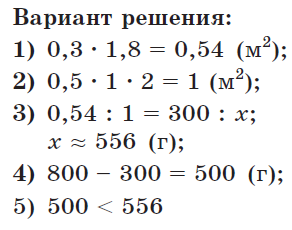 Вариант решения:
1) 0,3 · 1,8 = 0,54 (м²);
2) 0,5 · 1 · 2 = 1 (м²);
3) 0,54 : 1 = 300 : x;
x ≈ 556 (г);
4) 800 − 300 = 500 (г);
5) 500 < 556